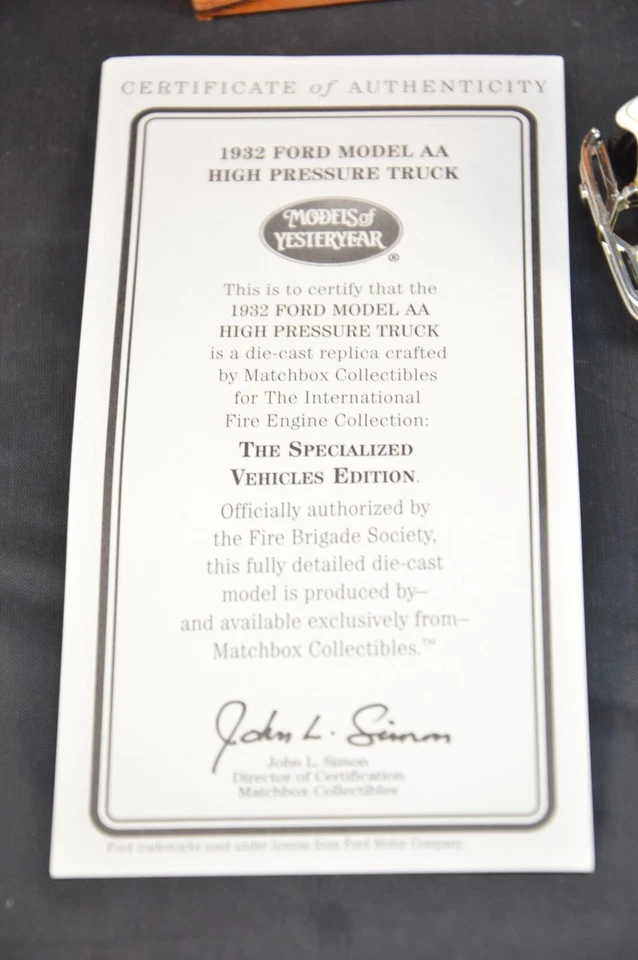 CERTIFICATE of AUTHENTICITY
1932 FORD MODEL AA
HIGH PRESSURE TRUCK
MODELS of
YESTERYEAR
®
This is to certify that the
1932 FORD MODEL AA
HIGH PRESSURE TRUCK
is a die-cast replica crafted
by Matchbox Collectibles
for The International
Fire Engine Collection:
THE SPECIALIZED
VEHICLES EDITION.
Officially authorized by
the Fire Brigade Society,
this fully detailed die-cast
model is produced by—
and available exclusively from—
Matchbox Collectibles.™
John L. Simon
John L. Simon
Director of Certification
Matchbox Collectibles
Ford trademarks used under license from Ford Motor Company